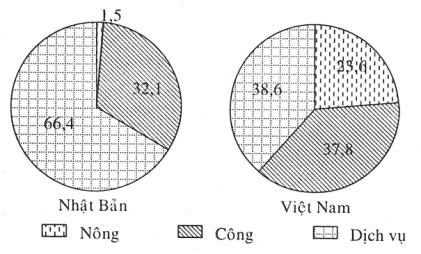 1,5
32,1
66,4
23,6
38,6
37,8
Nhật Bản
Việt Nam
Nông
Công
Dịch vụ